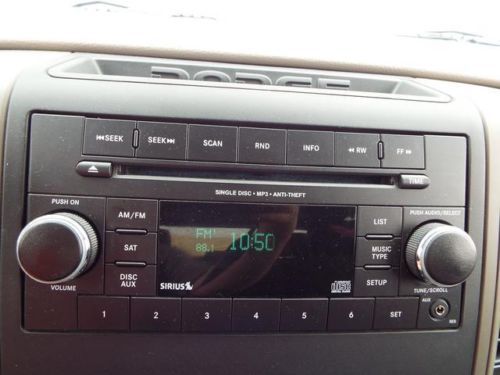 DODGE
SEEK SEEK SCAN RND INFO RW FF
TIME
SINGLE DISC • MP3 • ANTI-THEFT
PUSH ON AM/FM FM 88.1 10:50 LIST PUSH AUDIO/SELECT
SAT MUSIC TYPE
VOLUME DISC AUX SIRIUS SETUP TUNE/SCROLL
1 2 3 4 5 6 SET AUX